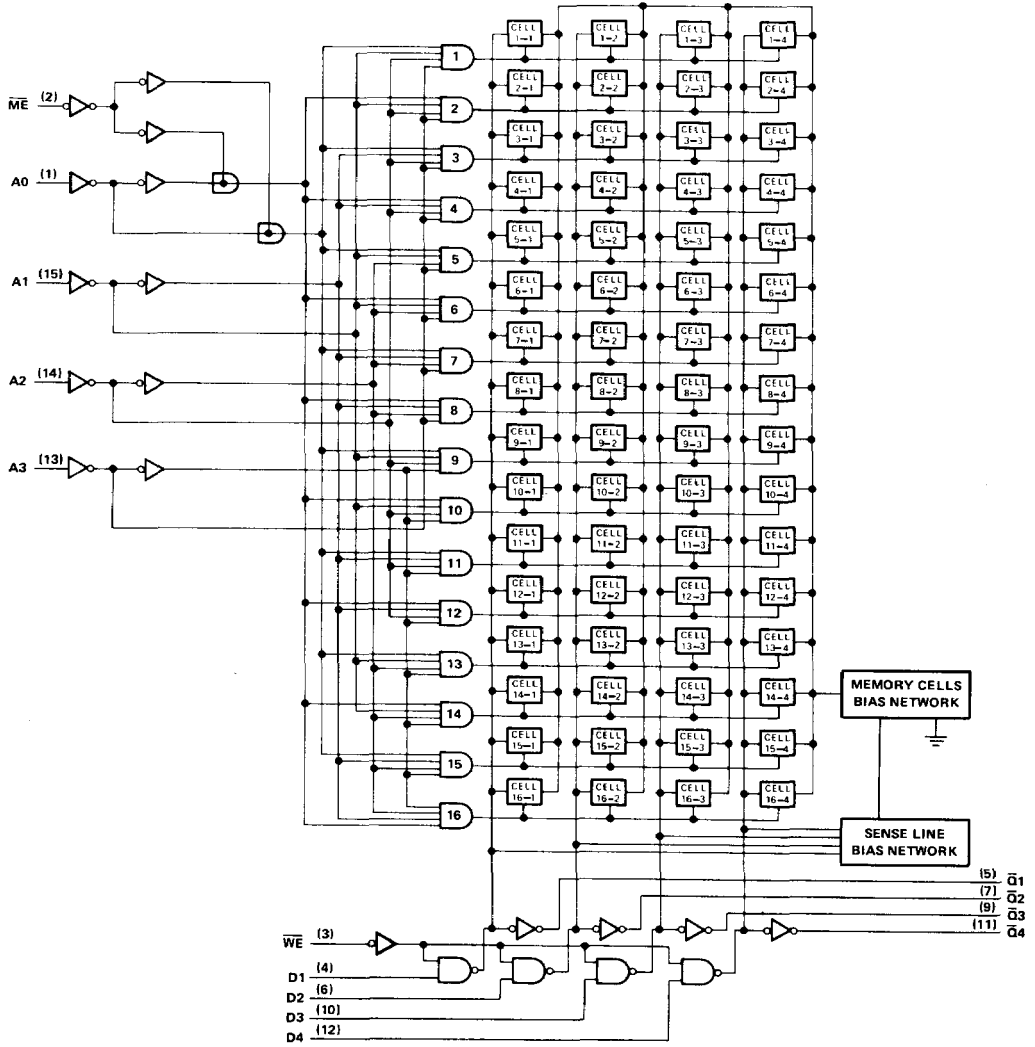 CELL 1-1 CELL 1-2 CELL 1-3 CELL 1-4
1
CELL 2-1 CELL 2-2 CELL 2-3 CELL 2-4
M̅E̅ (2)
2
CELL 3-1 CELL 3-2 CELL 3-3 CELL 3-4
3
A0 (1)
CELL 4-1 CELL 4-2 CELL 4-3 CELL 4-4
4
CELL 5-1 CELL 5-2 CELL 5-3 CELL 5-4
5
A1 (15)
CELL 6-1 CELL 6-2 CELL 6-3 CELL 6-4
6
CELL 7-1 CELL 7-2 CELL 7-3 CELL 7-4
7
A2 (14)
CELL 8-1 CELL 8-2 CELL 8-3 CELL 8-4
8
CELL 9-1 CELL 9-2 CELL 9-3 CELL 9-4
9
A3 (13)
CELL 10-1 CELL 10-2 CELL 10-3 CELL 10-4
10
CELL 11-1 CELL 11-2 CELL 11-3 CELL 11-4
11
CELL 12-1 CELL 12-2 CELL 12-3 CELL 12-4
12
CELL 13-1 CELL 13-2 CELL 13-3 CELL 13-4
13
CELL 14-1 CELL 14-2 CELL 14-3 CELL 14-4
14
MEMORY CELLS
BIAS NETWORK
CELL 15-1 CELL 15-2 CELL 15-3 CELL 15-4
15
CELL 16-1 CELL 16-2 CELL 16-3 CELL 16-4
16
SENSE LINE
BIAS NETWORK
(5) Q̅1
(7) Q̅2
(9) Q̅3
(11) Q̅4
W̅E̅ (3)
D1 (4)
D2 (6)
D3 (10)
D4 (12)